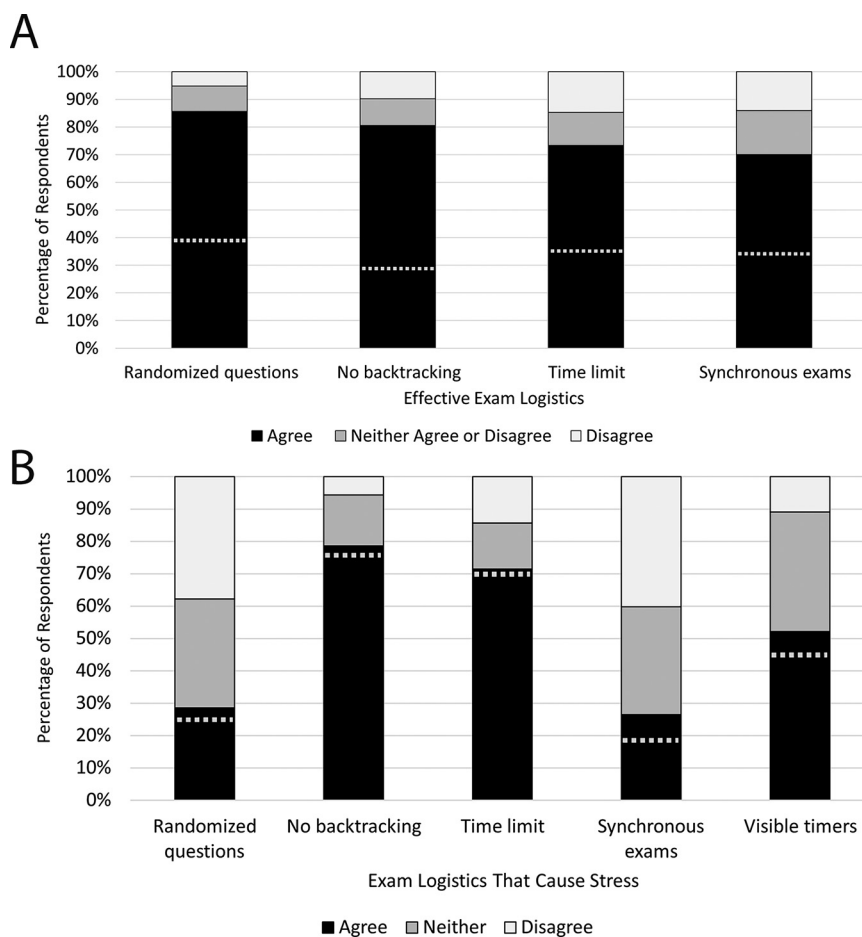 A
100%
90%
80%
70%
60%
50%
40%
30%
20%
10%
0%
Percentage of Respondents
Randomized questions No backtracking Time limit Synchronous exams
Effective Exam Logistics
Agree Neither Agree or Disagree Disagree
B
100%
90%
80%
70%
60%
50%
40%
30%
20%
10%
0%
Percentage of Respondents
Randomized No backtracking Time limit Synchronous Visible timers
questions exams
Exam Logistics That Cause Stress
Agree Neither Disagree